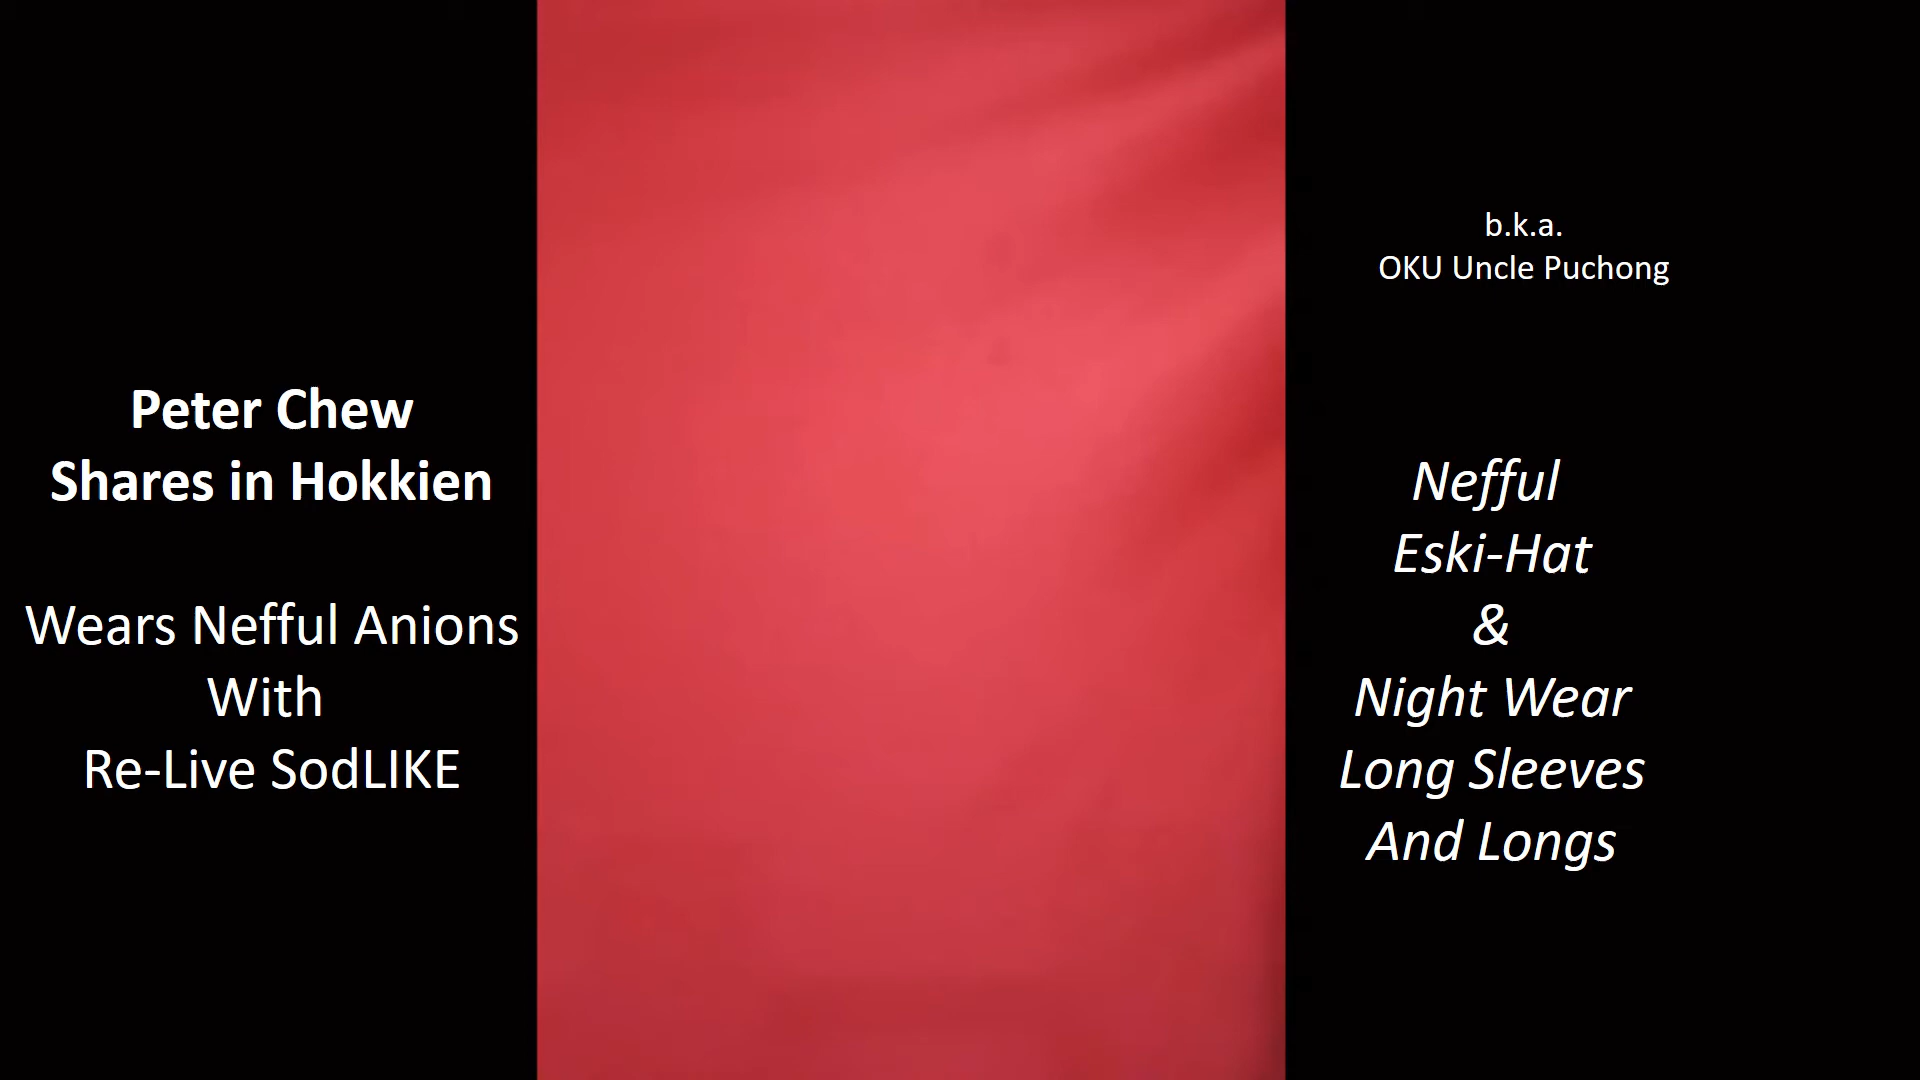 Peter Chew
Shares in Hokkien
Wears Nefful Anions
With
Re-Live SodLIKE
b.k.a.
OKU Uncle Puchong
Nefful
Eski-Hat
&
Night Wear
Long Sleeves
And Longs